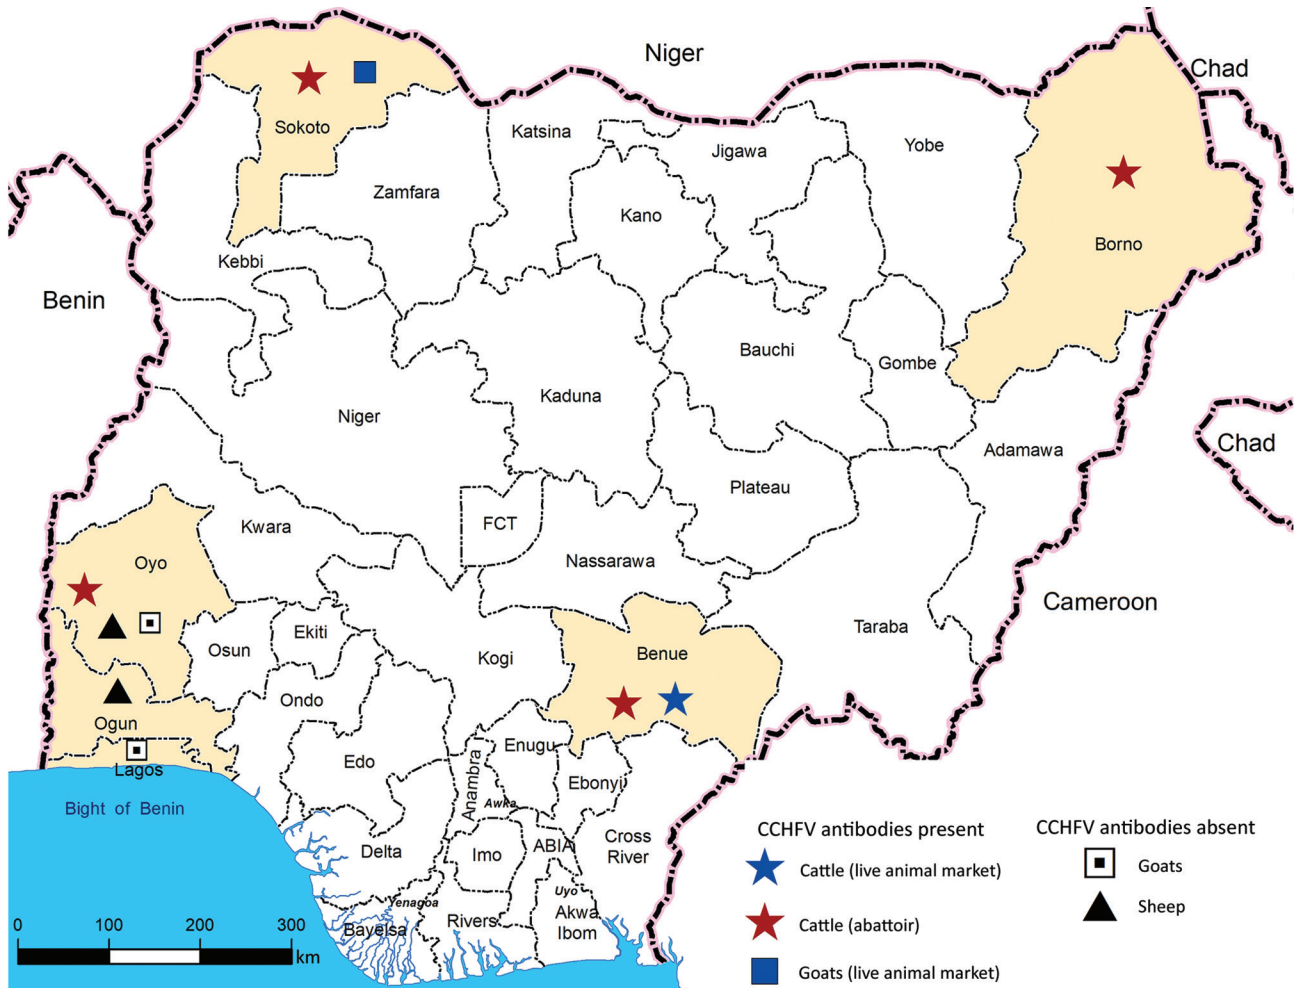 Niger
Chad
Sokoto
Katsina
Jigawa
Yobe
Zamfara
Kano
Borno
Kebbi
Benin
Bauchi
Gombe
Kaduna
Niger
Adamawa
Chad
Plateau
Kwara
FCT
Nassarawa
Oyo
Cameroon
Taraba
Ekiti
Osun
Kogi
Benue
Ondo
Ogun
Enugu
Edo
Anambra
Lagos
Ebonyi
Bight of Benin
Awka
Cross
River
Delta
Imo
ABIA
Yenagoa
Uyo
Bayelsa
Rivers
Akwa
Ibom
0 100 200 300
km
CCHFV antibodies present
Cattle (live animal market)
Cattle (abattoir)
Goats (live animal market)
CCHFV antibodies absent
Goats
Sheep